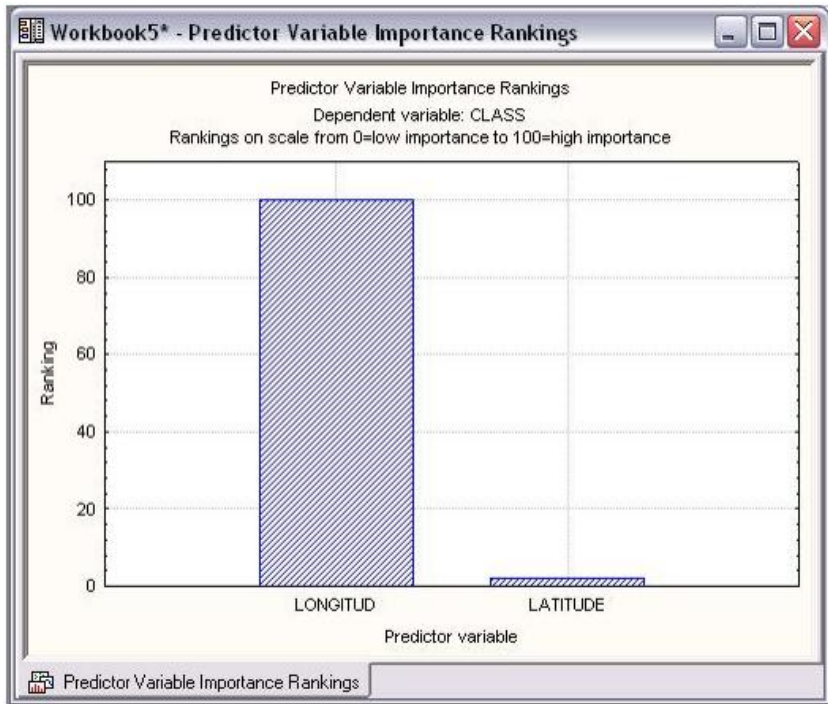 Workbook5* - Predictor Variable Importance Rankings
Predictor Variable Importance Rankings
Dependent variable: CLASS
Rankings on scale from 0=low importance to 100=high importance
100
80
60
40
20
0
Ranking
LONGITUD LATITUDE
Predictor variable
Predictor Variable Importance Rankings